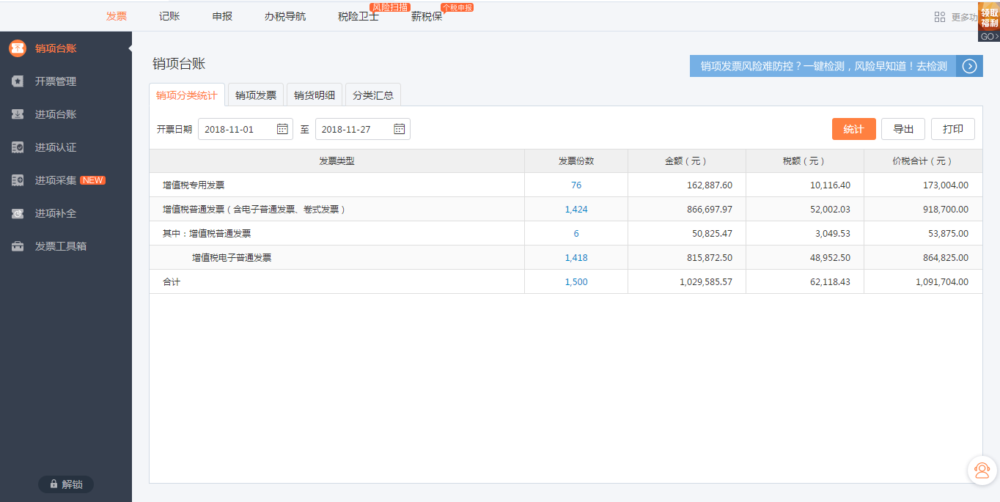 风险扫描 个税申报
发票 记账 申报 办税导航 税险卫士 薪税保 更多功
领取
福利
GO>
销项台账
开票管理
进项台账
进项认证
进项采集 NEW
进项补全
发票工具箱
解锁
销项台账
销项发票风险难防控？一键检测，风险早知道！去检测
销项分类统计 销项发票 销货明细 分类汇总
开票日期 2018-11-01 至 2018-11-27 统计 导出 打印
发票类型 发票份数 金额（元） 税额（元） 价税合计（元）
增值税专用发票 76 162,887.60 10,116.40 173,004.00
增值税普通发票（含电子普通发票、卷式发票） 1,424 866,697.97 52,002.03 918,700.00
其中：增值税普通发票 6 50,825.47 3,049.53 53,875.00
增值税电子普通发票 1,418 815,872.50 48,952.50 864,825.00
合计 1,500 1,029,585.57 62,118.43 1,091,704.00